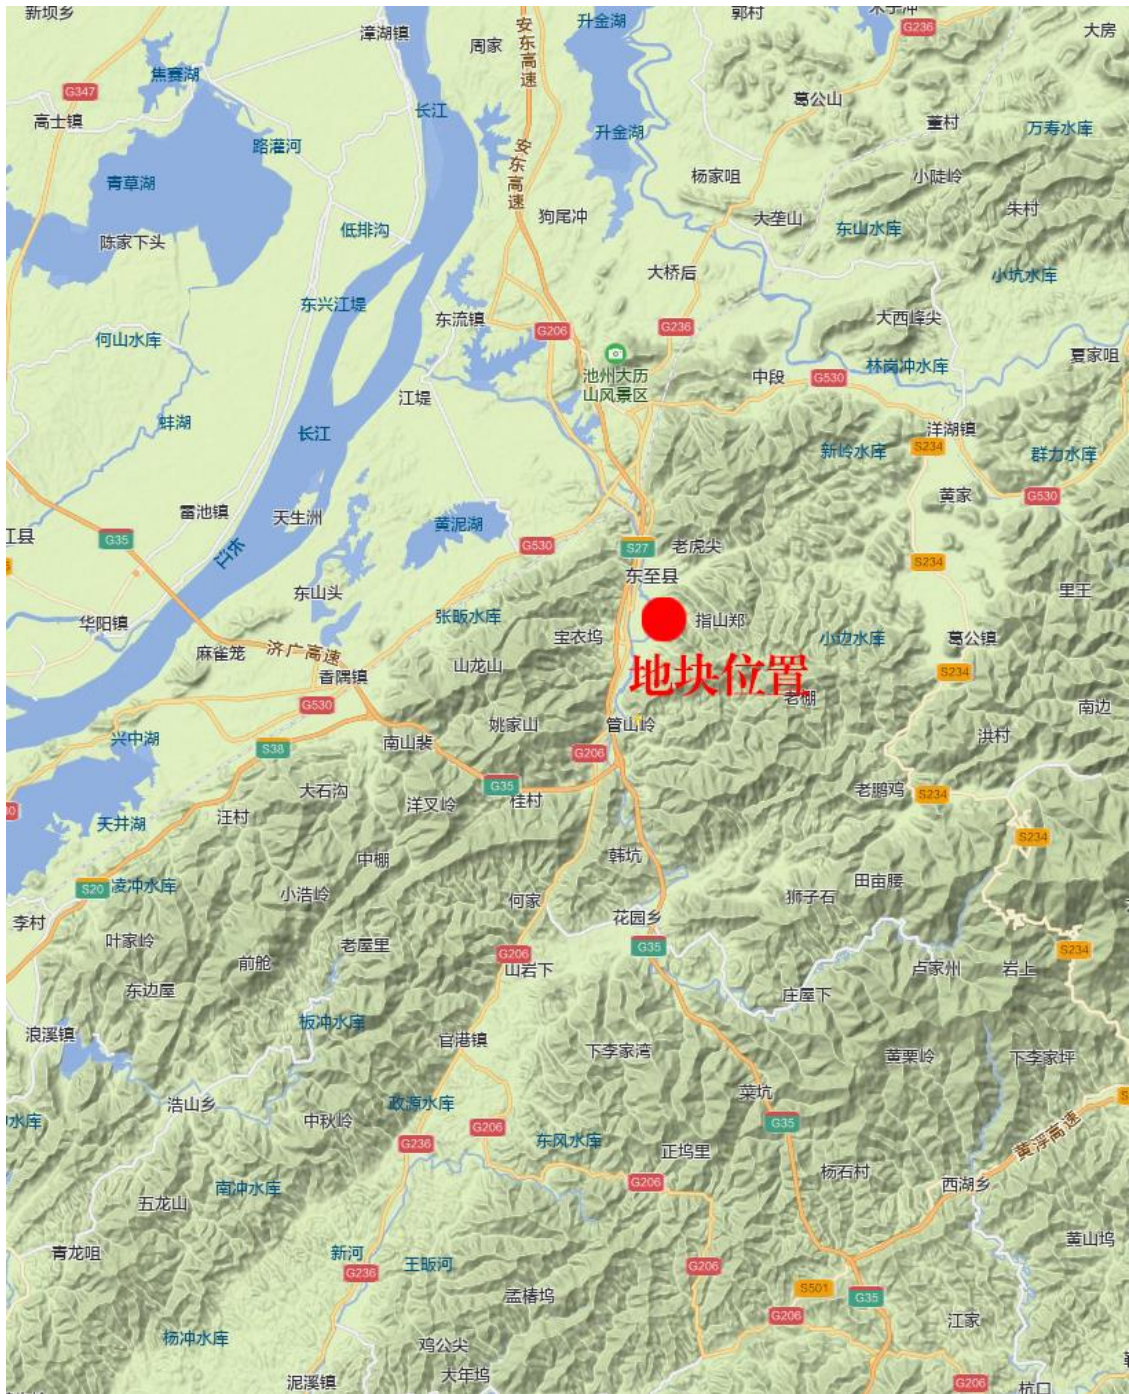 新坝乡
漳湖镇
周家
安东高速
升金湖
郭村
G236
大房
焦赛湖
G347
高士镇
长江
葛公山
董村
万寿水库
路灌河
升金湖
安东高速
青草湖
杨家咀
小陡岭
朱村
陈家下头
低排沟
狗尾冲
大垄山
东山水库
大桥后
小坑水库
东兴江堤
东流镇
G206
G236
大西峰尖
何山水库
池州大历
山风景区
中段
G530
林岗冲水库
夏家咀
江堤
蚌湖
长江
洋湖镇
新岭水库
S234
群力水库
黄家
G530
雷池镇
天生洲
黄泥湖
江县
G35
长江
G530
S27
老虎尖
S234
东至县
里王
东山头
华阳镇
张畈水库
宝衣坞
指山郑
小边水库
葛公镇
济广高速
麻雀笼
香隅镇
山龙山
地块位置
S234
老棚
G530
姚家山
管山岭
南边
兴中湖
S38
南山裴
G206
洪村
大石沟
G35
桂村
老鹏鸡
S234
洋叉岭
汪村
天井湖
S234
中棚
韩坑
S20
凌冲水库
小浩岭
何家
狮子石
田亩腰
李村
花园乡
叶家岭
老屋里
G206
G35
S234
前舱
山岩下
卢家州
岩上
东边屋
庄屋下
板冲水库
浪溪镇
官港镇
下李家湾
董栗岭
下李家坪
菜坑
浩山乡
政源水库
水库
中秋岭
G206
G35
G236
东风水库
黄浮高速
正坞里
杨石村
南冲水库
G206
西湖乡
五龙山
青龙咀
新河
王畈河
黄山坞
G236
G206
孟椿坞
S501
G35
G206
江家
杨冲水库
鸡公尖
大年坞
泥溪镇
G206
杭口